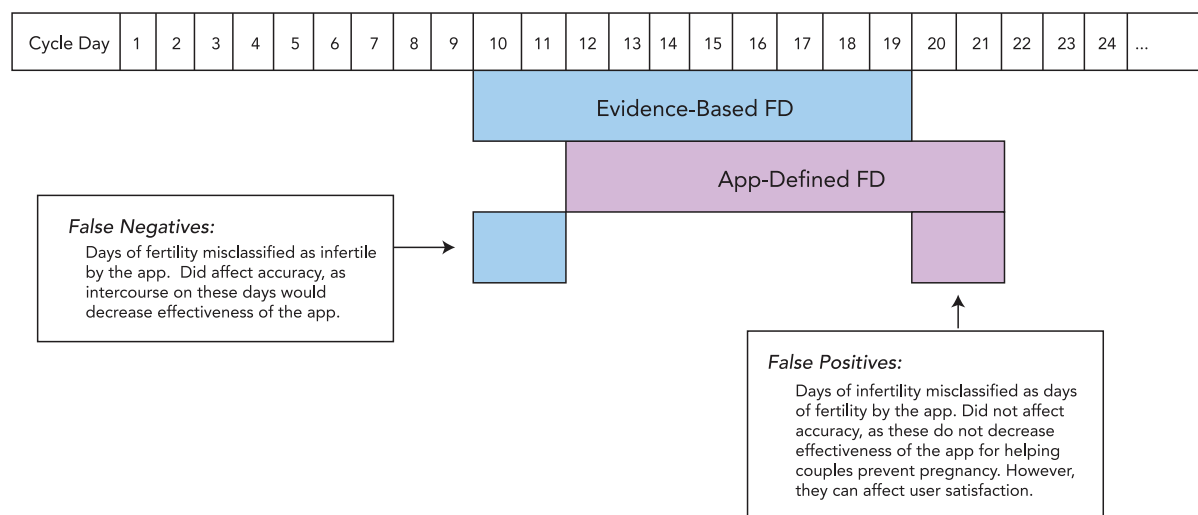 Cycle Day 1 2 3 4 5 6 7 8 9 10 11 12 13 14 15 16 17 18 19 20 21 22 23 24 ...
Evidence-Based FD
App-Defined FD
False Negatives:
Days of fertility misclassified as infertile
by the app.  Did affect accuracy, as
intercourse on these days would
decrease effectiveness of the app.
False Positives:
Days of infertility misclassified as days
of fertility by the app. Did not affect
accuracy, as these do not decrease
effectiveness of the app for helping
couples prevent pregnancy. However,
they can affect user satisfaction.